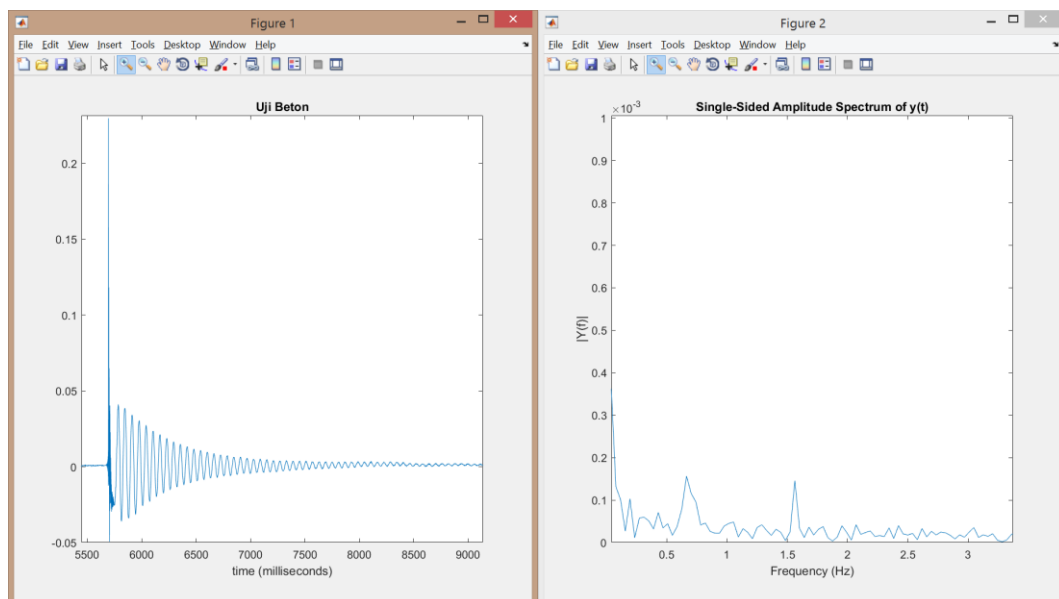 Figure 1
File Edit View Insert Tools Desktop Window Help
Uji Beton
0.2
0.15
0.1
0.05
0
-0.05
5500 6000 6500 7000 7500 8000 8500 9000
time (milliseconds)
Figure 2
File Edit View Insert Tools Desktop Window Help
×10⁻³ Single-Sided Amplitude Spectrum of y(t)
1
0.9
0.8
0.7
0.6
0.5
0.4
0.3
0.2
0.1
0
|Y(f)|
0.5 1 1.5 2 2.5 3
Frequency (Hz)